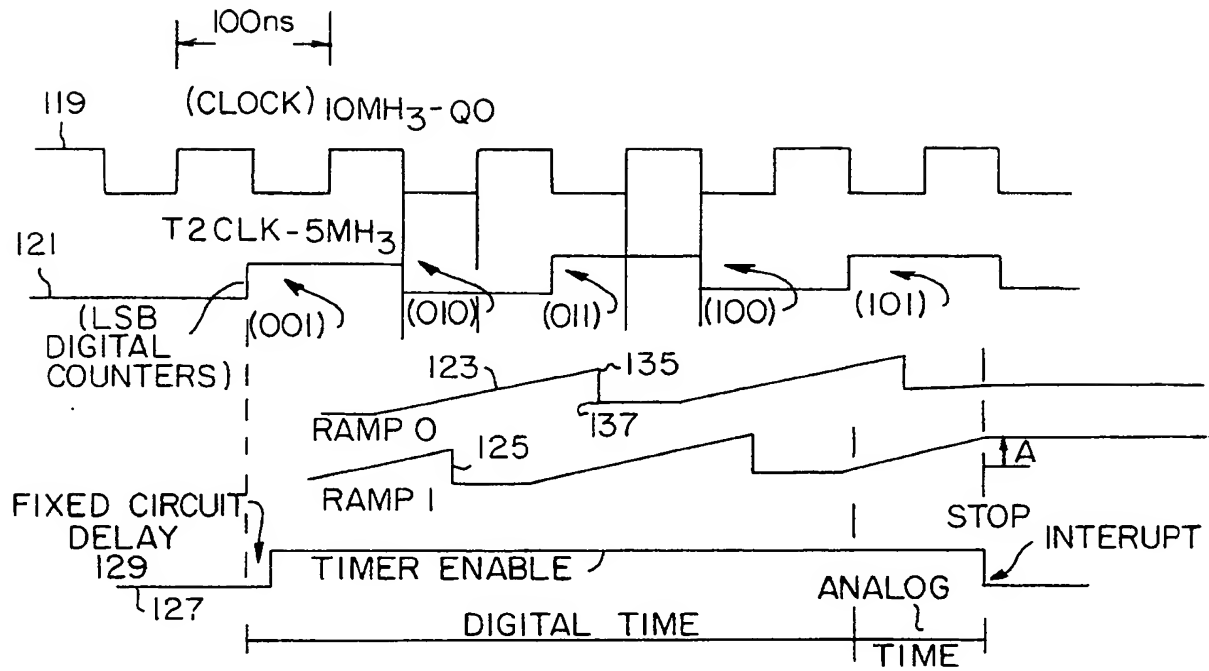 100ns
119
(CLOCK) 10MH3-Q0
T2CLK-5MH3
121
(LSB
DIGITAL
COUNTERS)
(001)
(010)
(011)
(100)
(101)
123
135
RAMP 0
137
125
RAMP 1
A
STOP
FIXED CIRCUIT
DELAY
129
127
TIMER ENABLE
INTERUPT
DIGITAL TIME
ANALOG
TIME